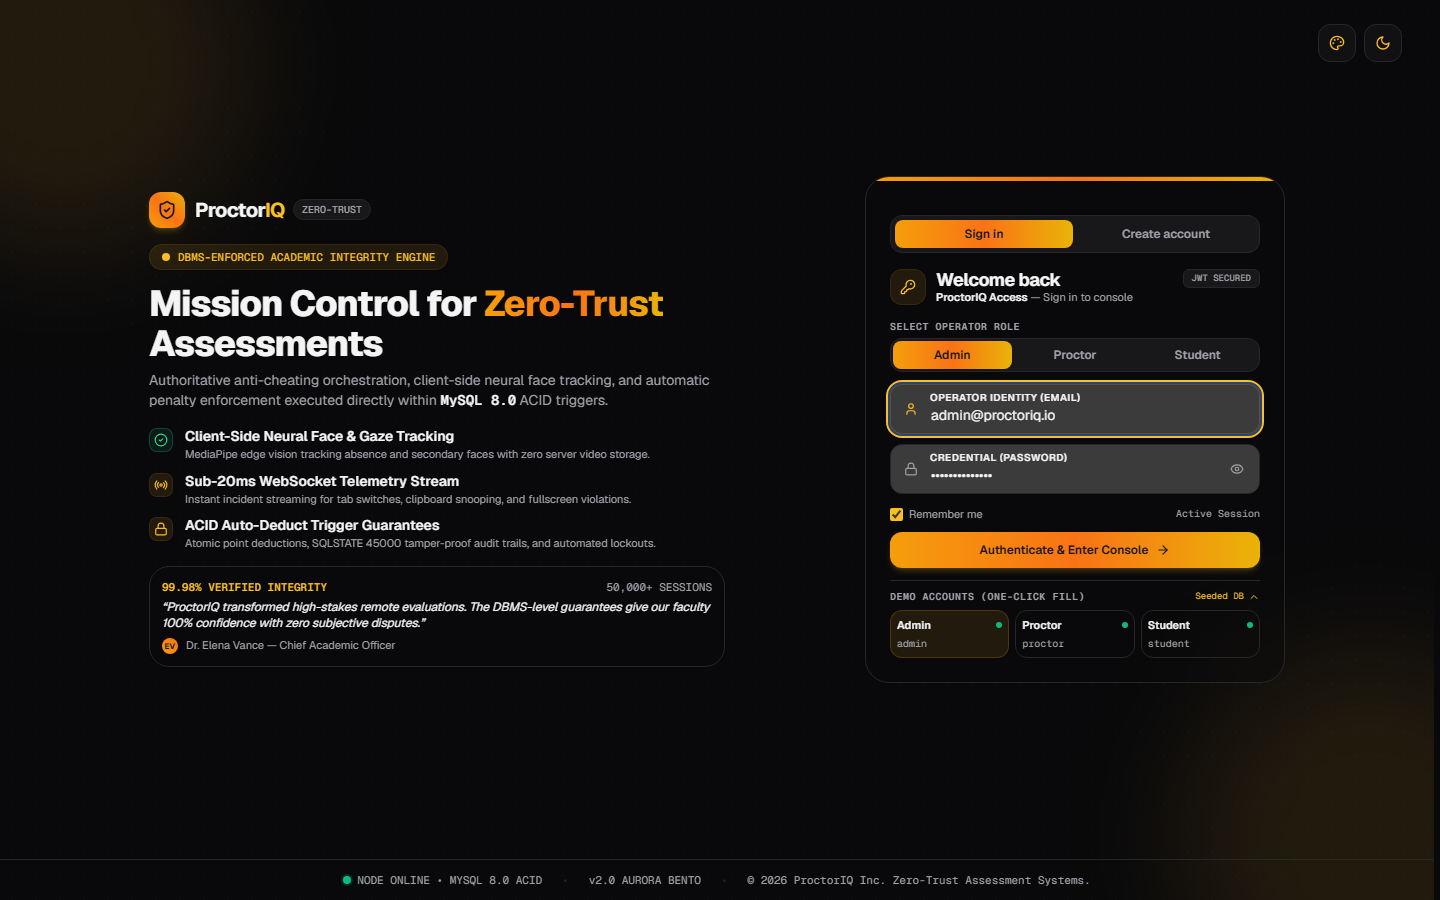 ProctorIQ ZERO-TRUST
DBMS-ENFORCED ACADEMIC INTEGRITY ENGINE
Mission Control for Zero-Trust
Assessments
Authoritative anti-cheating orchestration, client-side neural face tracking, and automatic
penalty enforcement executed directly within MySQL 8.0 ACID triggers.
Client-Side Neural Face & Gaze Tracking
MediaPipe edge vision tracking absence and secondary faces with zero server video storage.
Sub-20ms WebSocket Telemetry Stream
Instant incident streaming for tab switches, clipboard snooping, and fullscreen violations.
ACID Auto-Deduct Trigger Guarantees
Atomic point deductions, SQLSTATE 45000 tamper-proof audit trails, and automated lockouts.
99.98% VERIFIED INTEGRITY 50,000+ SESSIONS
“ProctorIQ transformed high-stakes remote evaluations. The DBMS-level guarantees give our faculty
100% confidence with zero subjective disputes.”
EV Dr. Elena Vance — Chief Academic Officer
Sign in Create account
Welcome back JWT SECURED
ProctorIQ Access — Sign in to console
SELECT OPERATOR ROLE
Admin Proctor Student
OPERATOR IDENTITY (EMAIL)
admin@proctoriq.io
CREDENTIAL (PASSWORD)
••••••••••••••
Remember me Active Session
Authenticate & Enter Console →
DEMO ACCOUNTS (ONE-CLICK FILL) Seeded DB
Admin Proctor Student
admin proctor student
NODE ONLINE • MYSQL 8.0 ACID · v2.0 AURORA BENTO · © 2026 ProctorIQ Inc. Zero-Trust Assessment Systems.